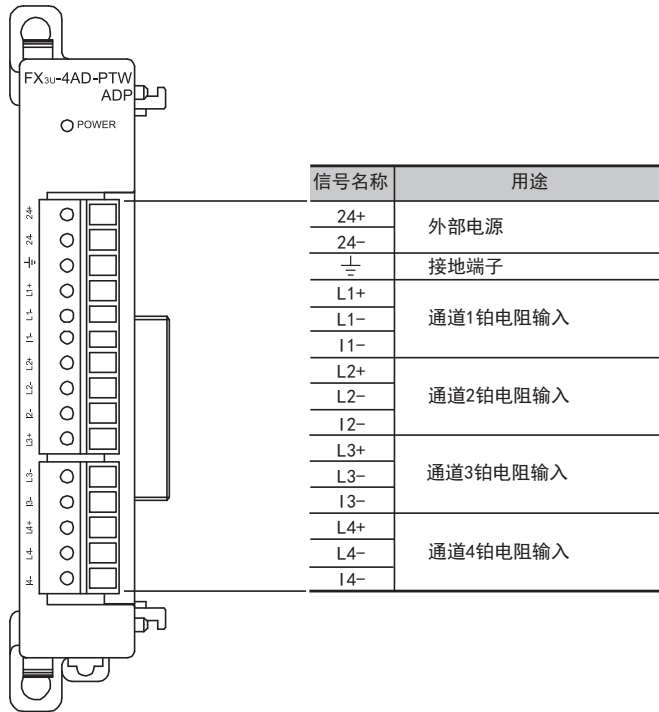 FX3U-4AD-PTW
ADP
POWER
24+
24-
⏚
L1+
L1-
I1-
L2+
L2-
I2-
L3+
L3-
I3-
L4+
L4-
I4-
信号名称 用途
24+ 外部电源
24-
⏚ 接地端子
L1+
L1- 通道1铂电阻输入
I1-
L2+
L2- 通道2铂电阻输入
I2-
L3+
L3- 通道3铂电阻输入
I3-
L4+
L4- 通道4铂电阻输入
I4-